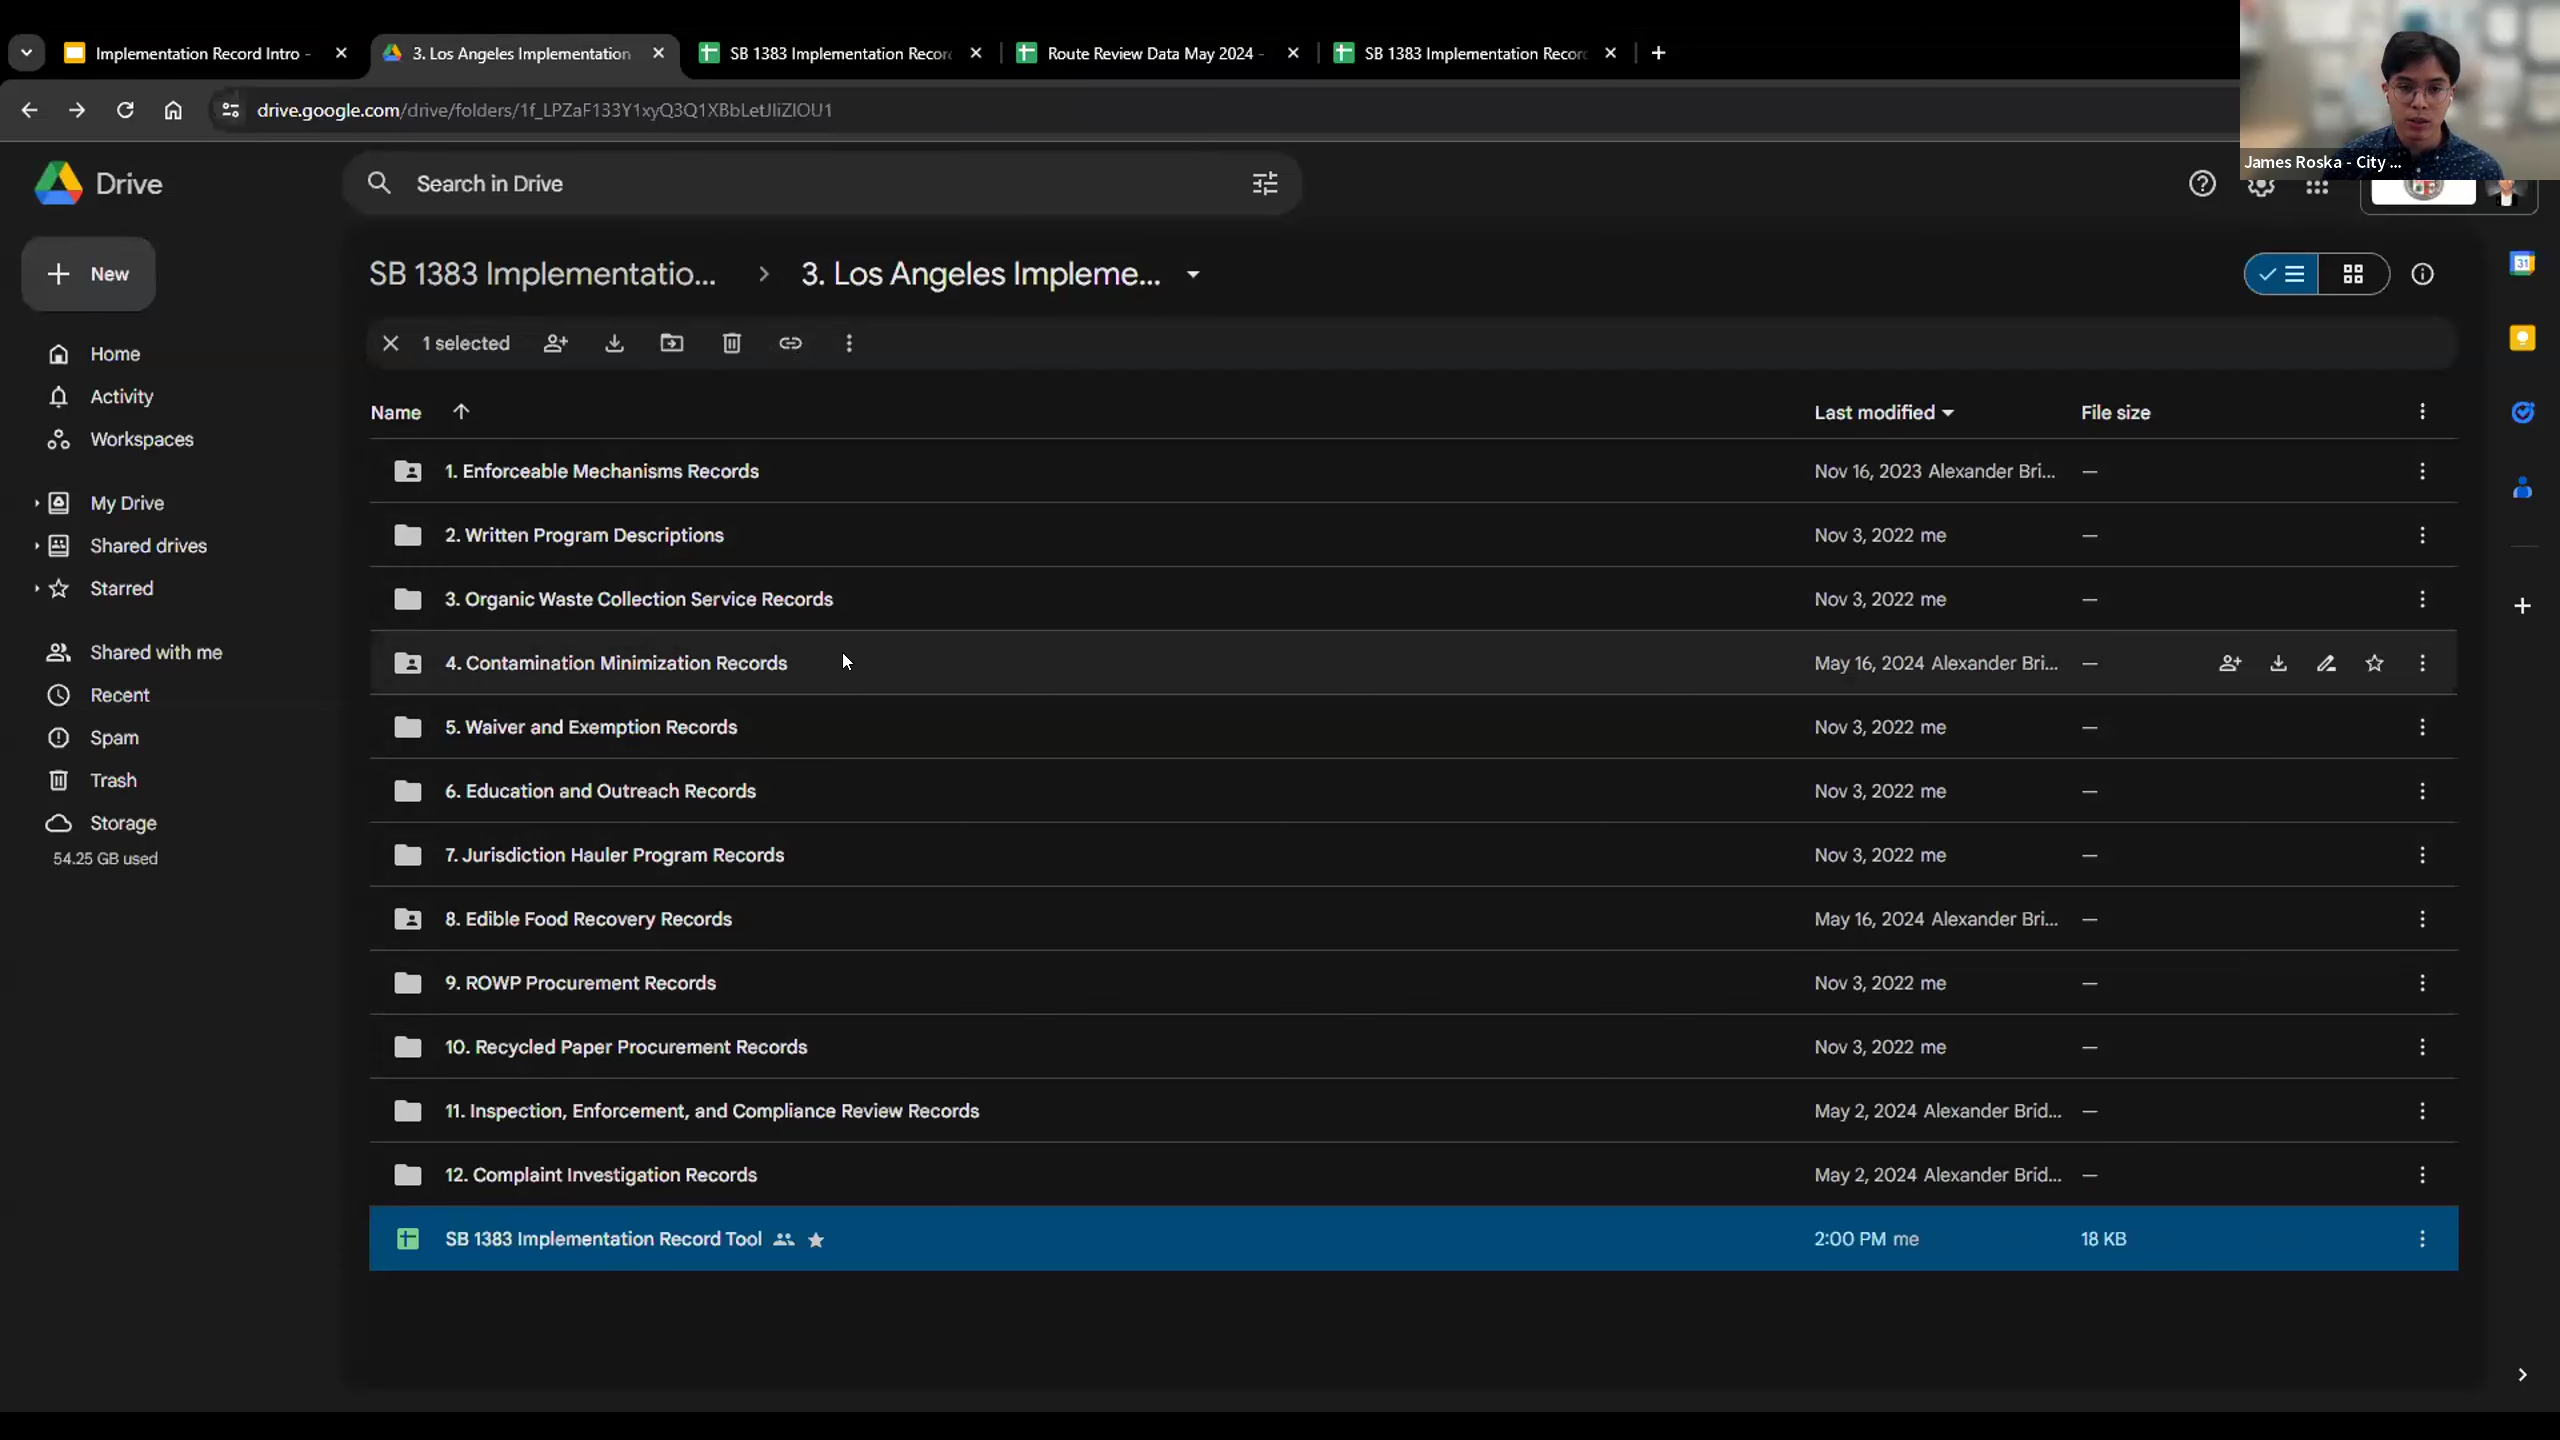 Implementation Record Intro -
3. Los Angeles Implementation
SB 1383 Implementation Recor
Route Review Data May 2024 -
SB 1383 Implementation Recor
drive.google.com/drive/folders/1f_LPZaF133Y1xyQ3Q1XBbLetJliZlOU1
James Roska - City ...
Drive
Search in Drive
New
SB 1383 Implementatio... > 3. Los Angeles Impleme...
1 selected
Home
Activity
Workspaces
My Drive
Shared drives
Starred
Shared with me
Recent
Spam
Trash
Storage
54.25 GB used
Name Last modified File size
1. Enforceable Mechanisms Records Nov 16, 2023 Alexander Bri... —
2. Written Program Descriptions Nov 3, 2022 me —
3. Organic Waste Collection Service Records Nov 3, 2022 me —
4. Contamination Minimization Records May 16, 2024 Alexander Bri... —
5. Waiver and Exemption Records Nov 3, 2022 me —
6. Education and Outreach Records Nov 3, 2022 me —
7. Jurisdiction Hauler Program Records Nov 3, 2022 me —
8. Edible Food Recovery Records May 16, 2024 Alexander Bri... —
9. ROWP Procurement Records Nov 3, 2022 me —
10. Recycled Paper Procurement Records Nov 3, 2022 me —
11. Inspection, Enforcement, and Compliance Review Records May 2, 2024 Alexander Brid... —
12. Complaint Investigation Records May 2, 2024 Alexander Brid... —
SB 1383 Implementation Record Tool 2:00 PM me 18 KB
31